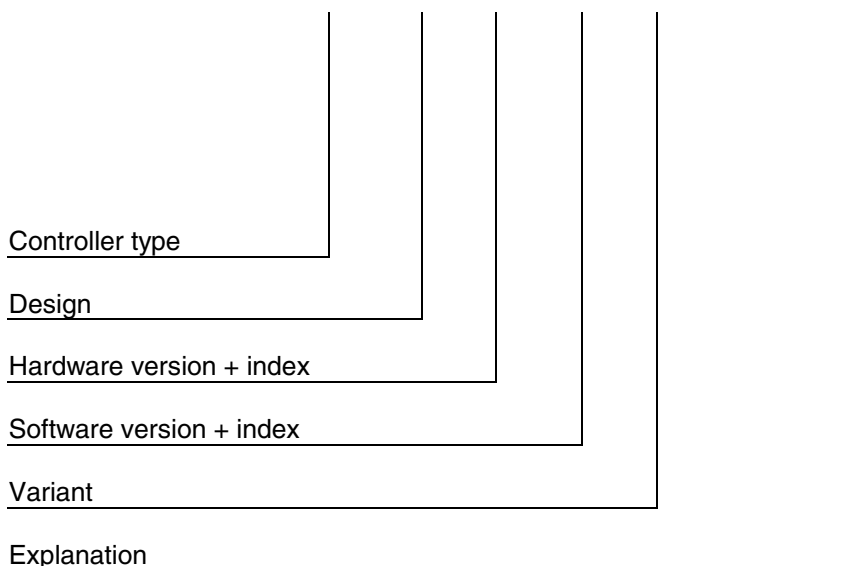 Controller type
Design
Hardware version + index
Software version + index
Variant
Explanation